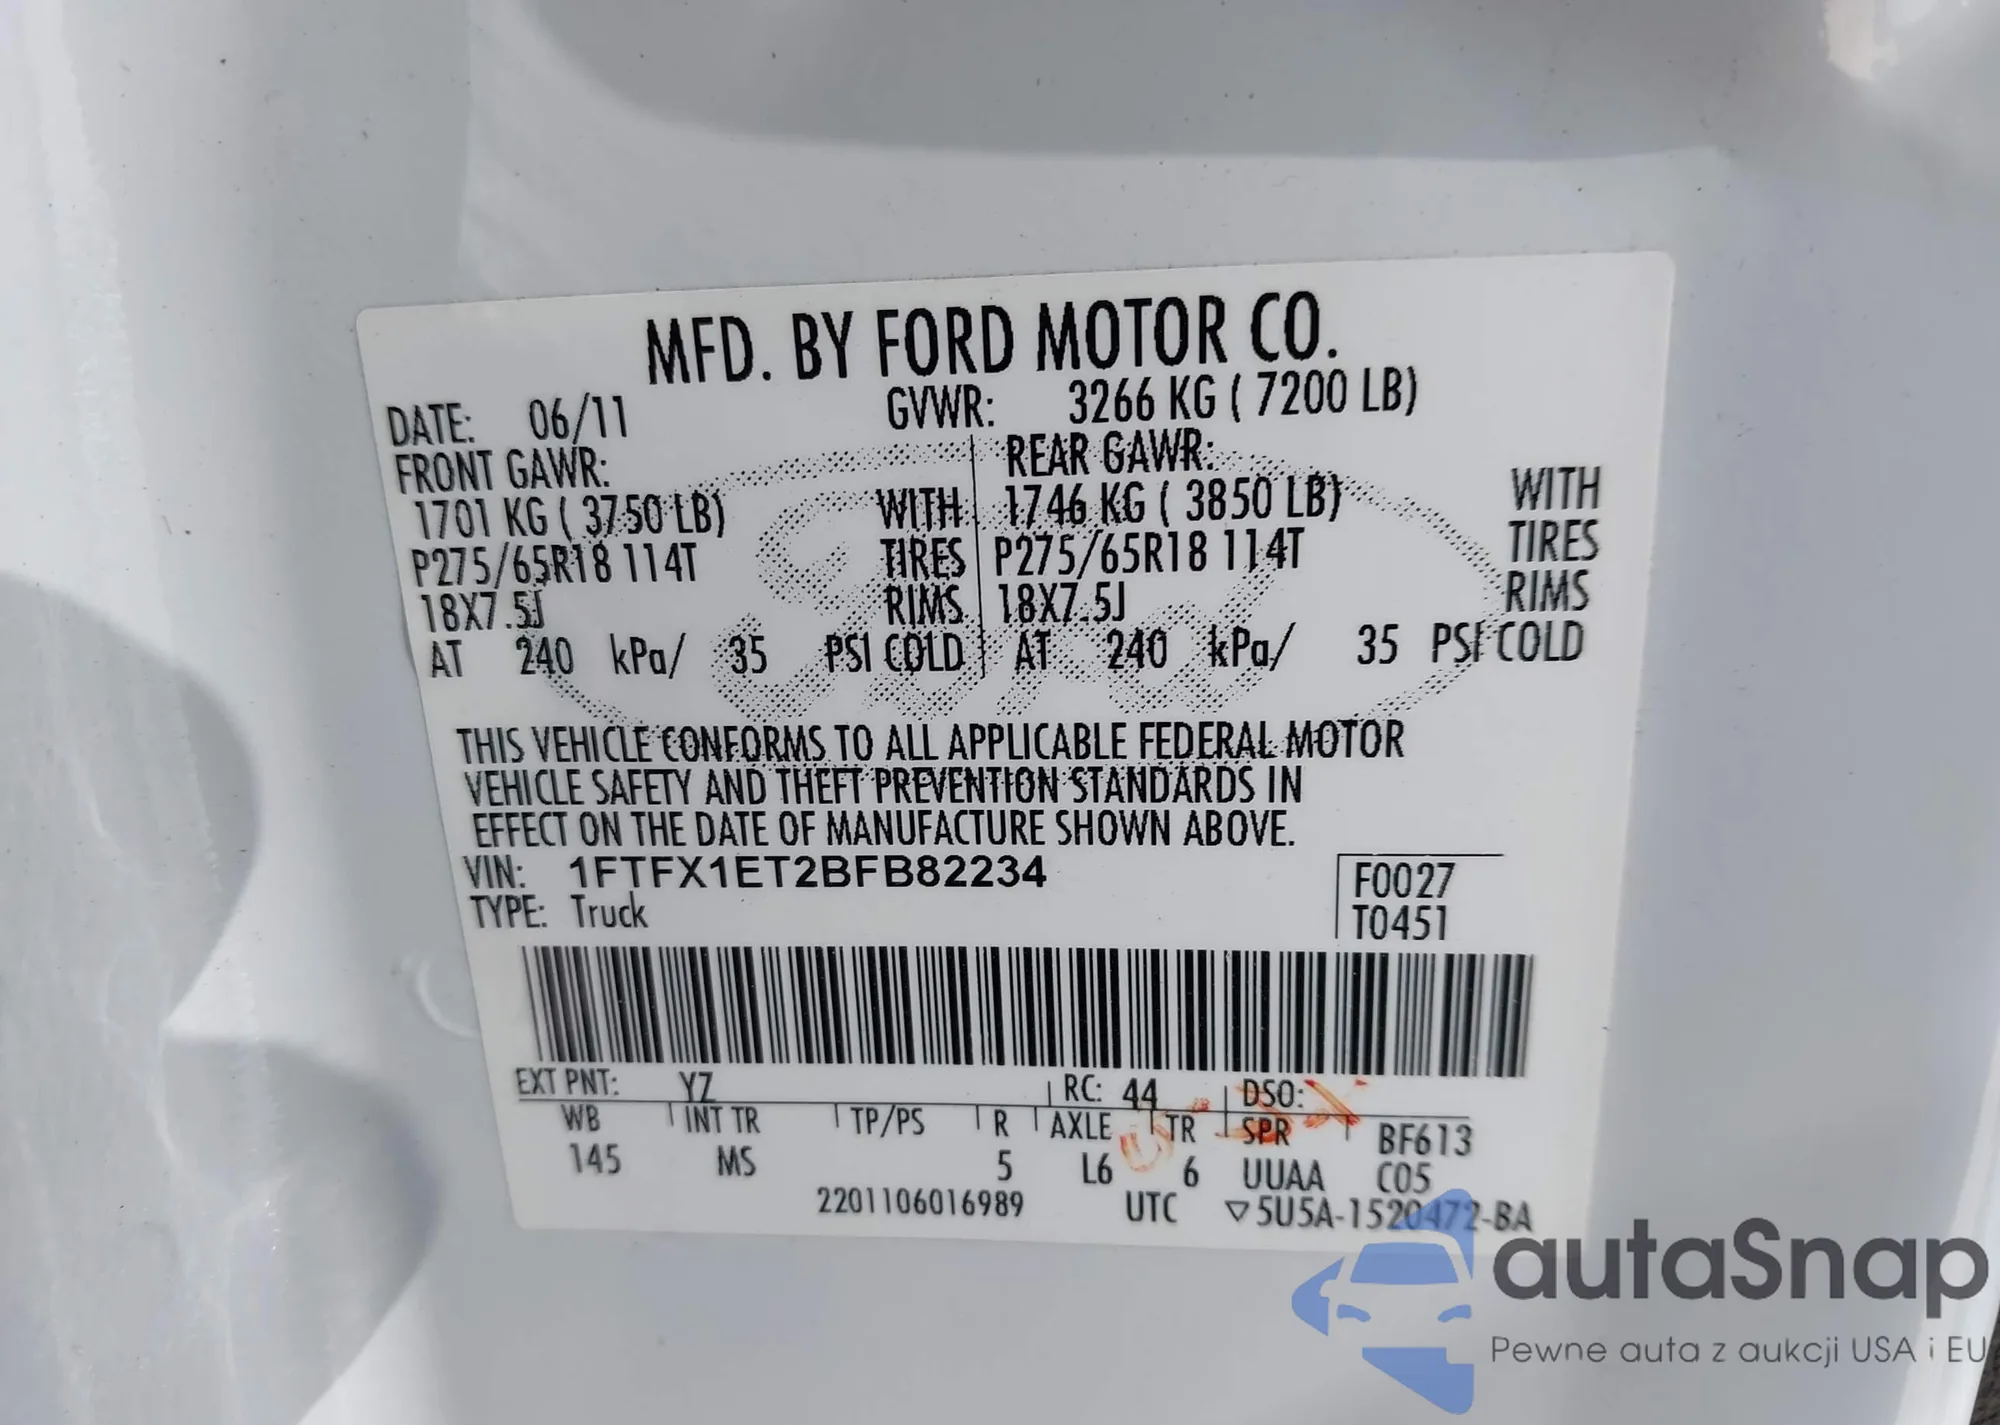 MFD. BY FORD MOTOR CO.
DATE: 06/11 GVWR: 3266 KG ( 7200 LB)
FRONT GAWR: REAR GAWR:
1701 KG ( 3750 LB) WITH 1746 KG ( 3850 LB) WITH
P275/65R18 114T TIRES P275/65R18 114T TIRES
18X7.5J RIMS 18X7.5J RIMS
AT 240 kPa/ 35 PSI COLD AT 240 kPa/ 35 PSI COLD
THIS VEHICLE CONFORMS TO ALL APPLICABLE FEDERAL MOTOR
VEHICLE SAFETY AND THEFT PREVENTION STANDARDS IN
EFFECT ON THE DATE OF MANUFACTURE SHOWN ABOVE.
VIN: 1FTFX1ET2BFB82234 F0027
TYPE: Truck T0451
EXT PNT: YZ RC: 44 DSO:
WB INT TR TP/PS R AXLE TR SPR BF613
145 MS 5 L6 6 UUAA C05
2201106016989 UTC ▽5U5A-1520472-BA
autaSnap
Pewne auta z aukcji USA i EU